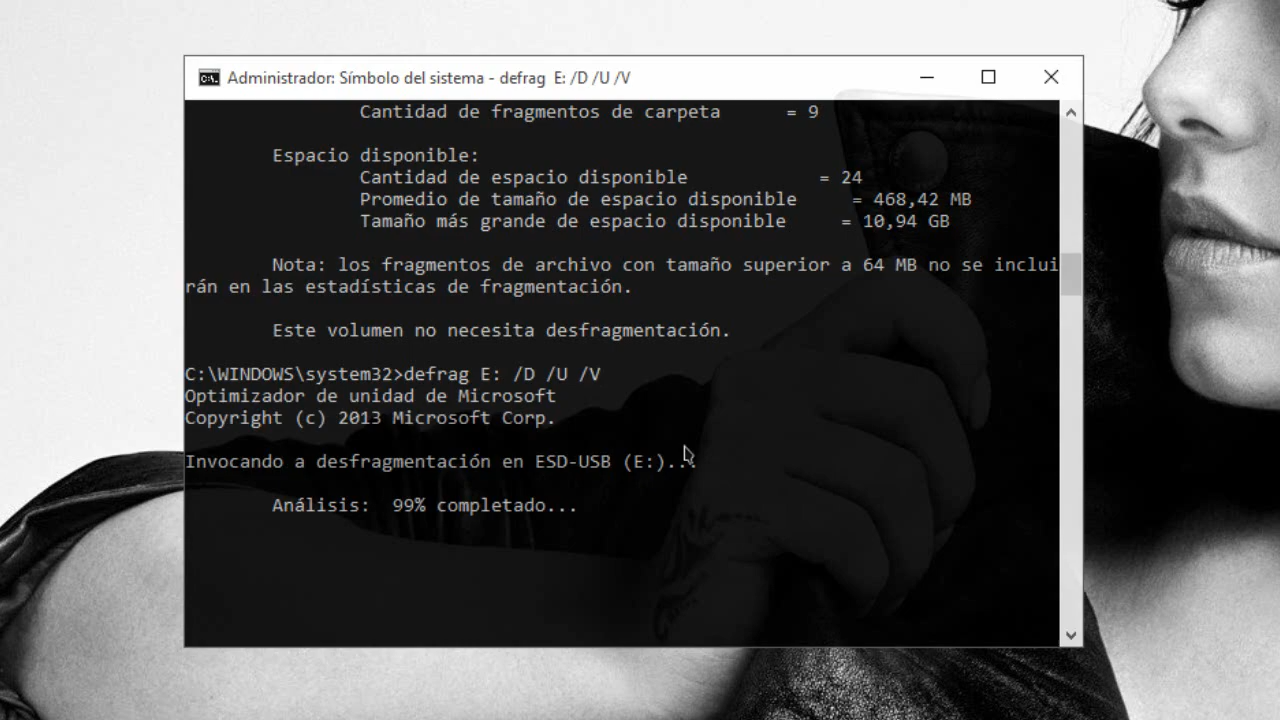 Administrador: Símbolo del sistema - defrag  E: /D /U /V
Cantidad de fragmentos de carpeta      = 9
Espacio disponible:
Cantidad de espacio disponible            = 24
Promedio de tamaño de espacio disponible     = 468,42 MB
Tamaño más grande de espacio disponible     = 10,94 GB
Nota: los fragmentos de archivo con tamaño superior a 64 MB no se inclui
rán en las estadísticas de fragmentación.
Este volumen no necesita desfragmentación.
C:\WINDOWS\system32>defrag E: /D /U /V
Optimizador de unidad de Microsoft
Copyright (c) 2013 Microsoft Corp.
Invocando a desfragmentación en ESD-USB (E:)...
Análisis:  99% completado...